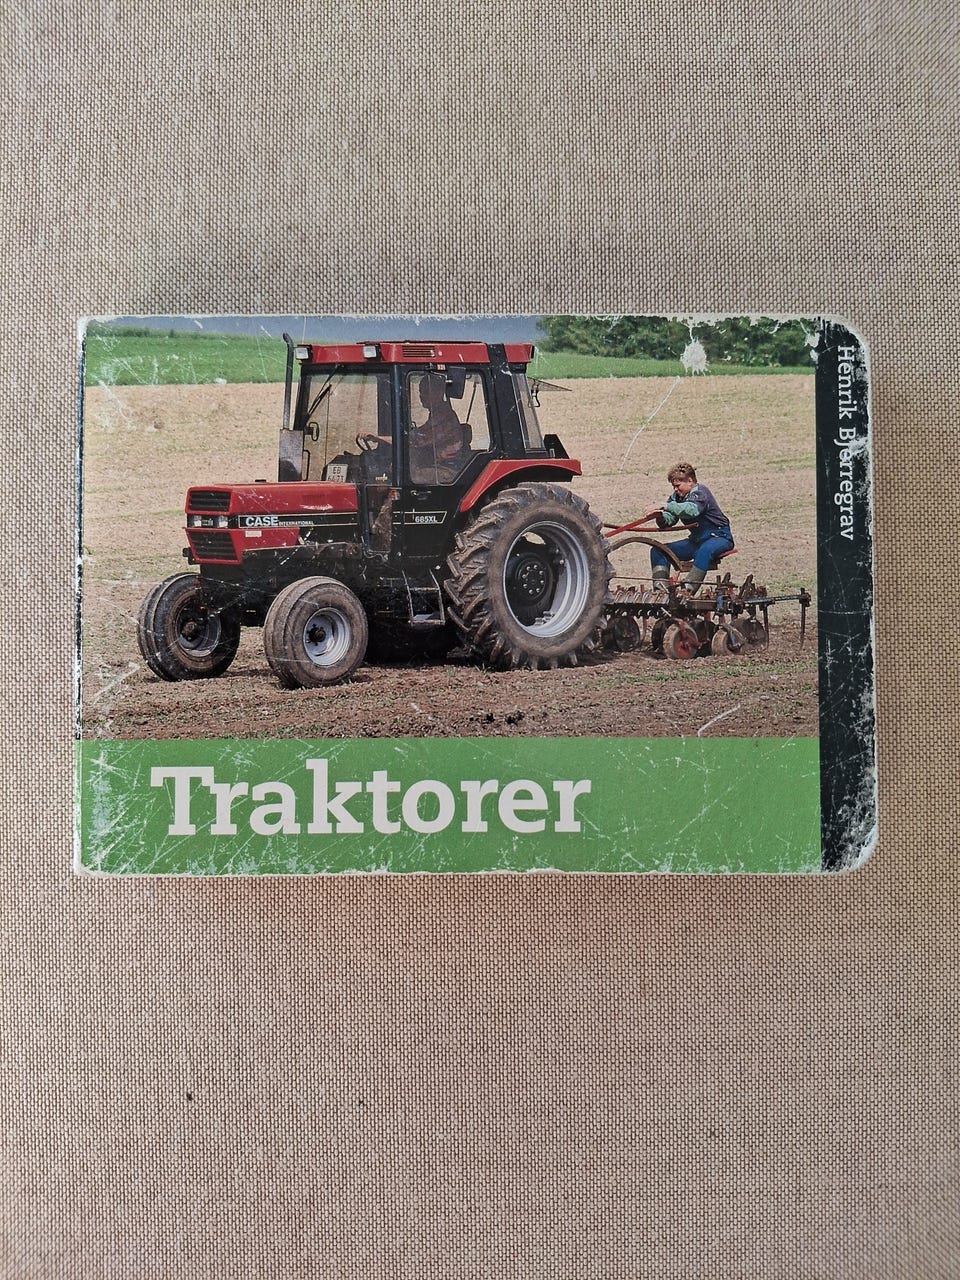 CASE INTERNATIONAL
685XL
Henrik Bjerregrav
Traktorer